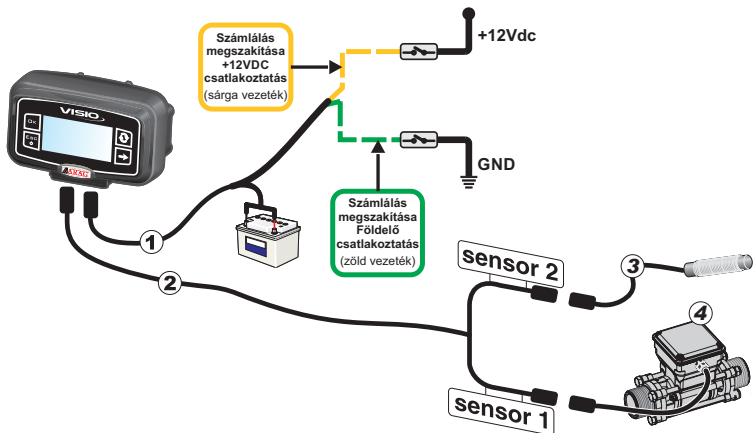 Számlálás
megszakítása
+12VDC
csatlakoztatás
(sárga vezeték)
+12Vdc
VISIO
OK
ESC
ARAG
GND
Számlálás
megszakítása
Földelő
csatlakoztatás
(zöld vezeték)
1
2
sensor 2
3
4
sensor 1